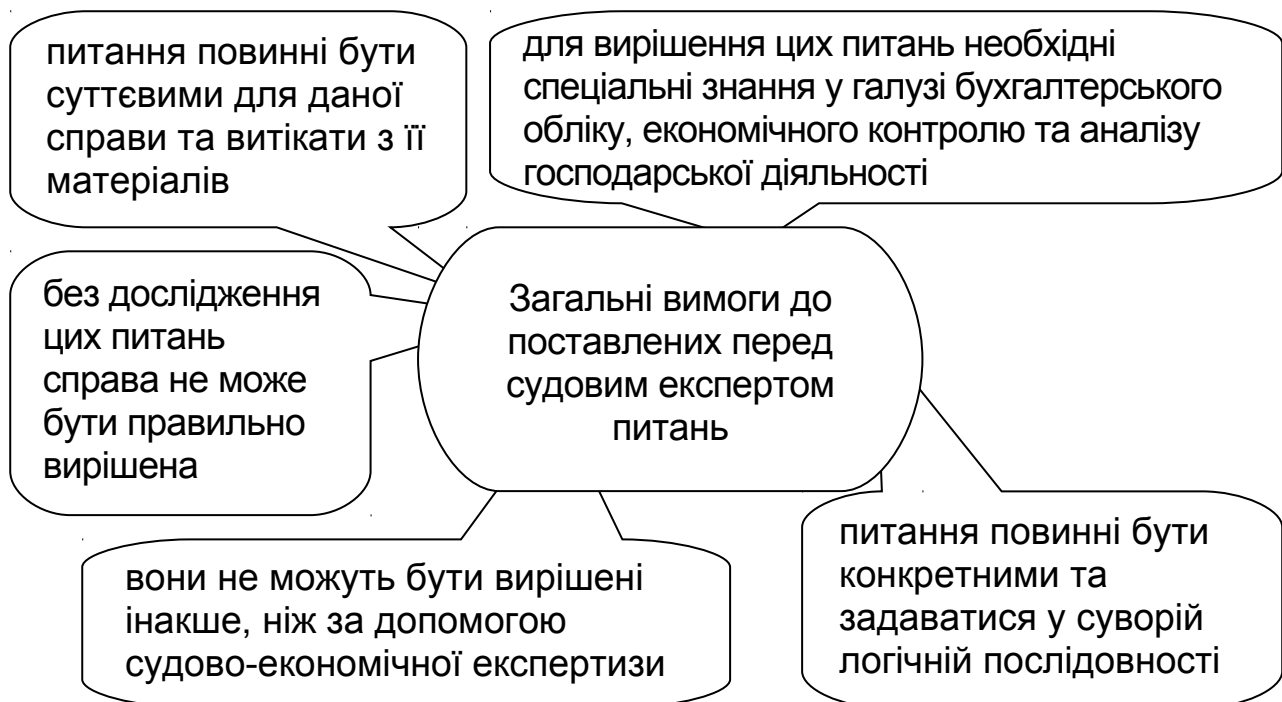 питання повинні бути
суттєвими для даної
справи та витікати з її
матеріалів
для вирішення цих питань необхідні
спеціальні знання у галузі бухгалтерського
обліку, економічного контролю та аналізу
господарської діяльності
без дослідження
цих питань
справа не може
бути правильно
вирішена
Загальні вимоги до
поставлених перед
судовим експертом
питань
вони не можуть бути вирішені
інакше, ніж за допомогою
судово-економічної експертизи
питання повинні бути
конкретними та
задаватися у суворій
логічній послідовності